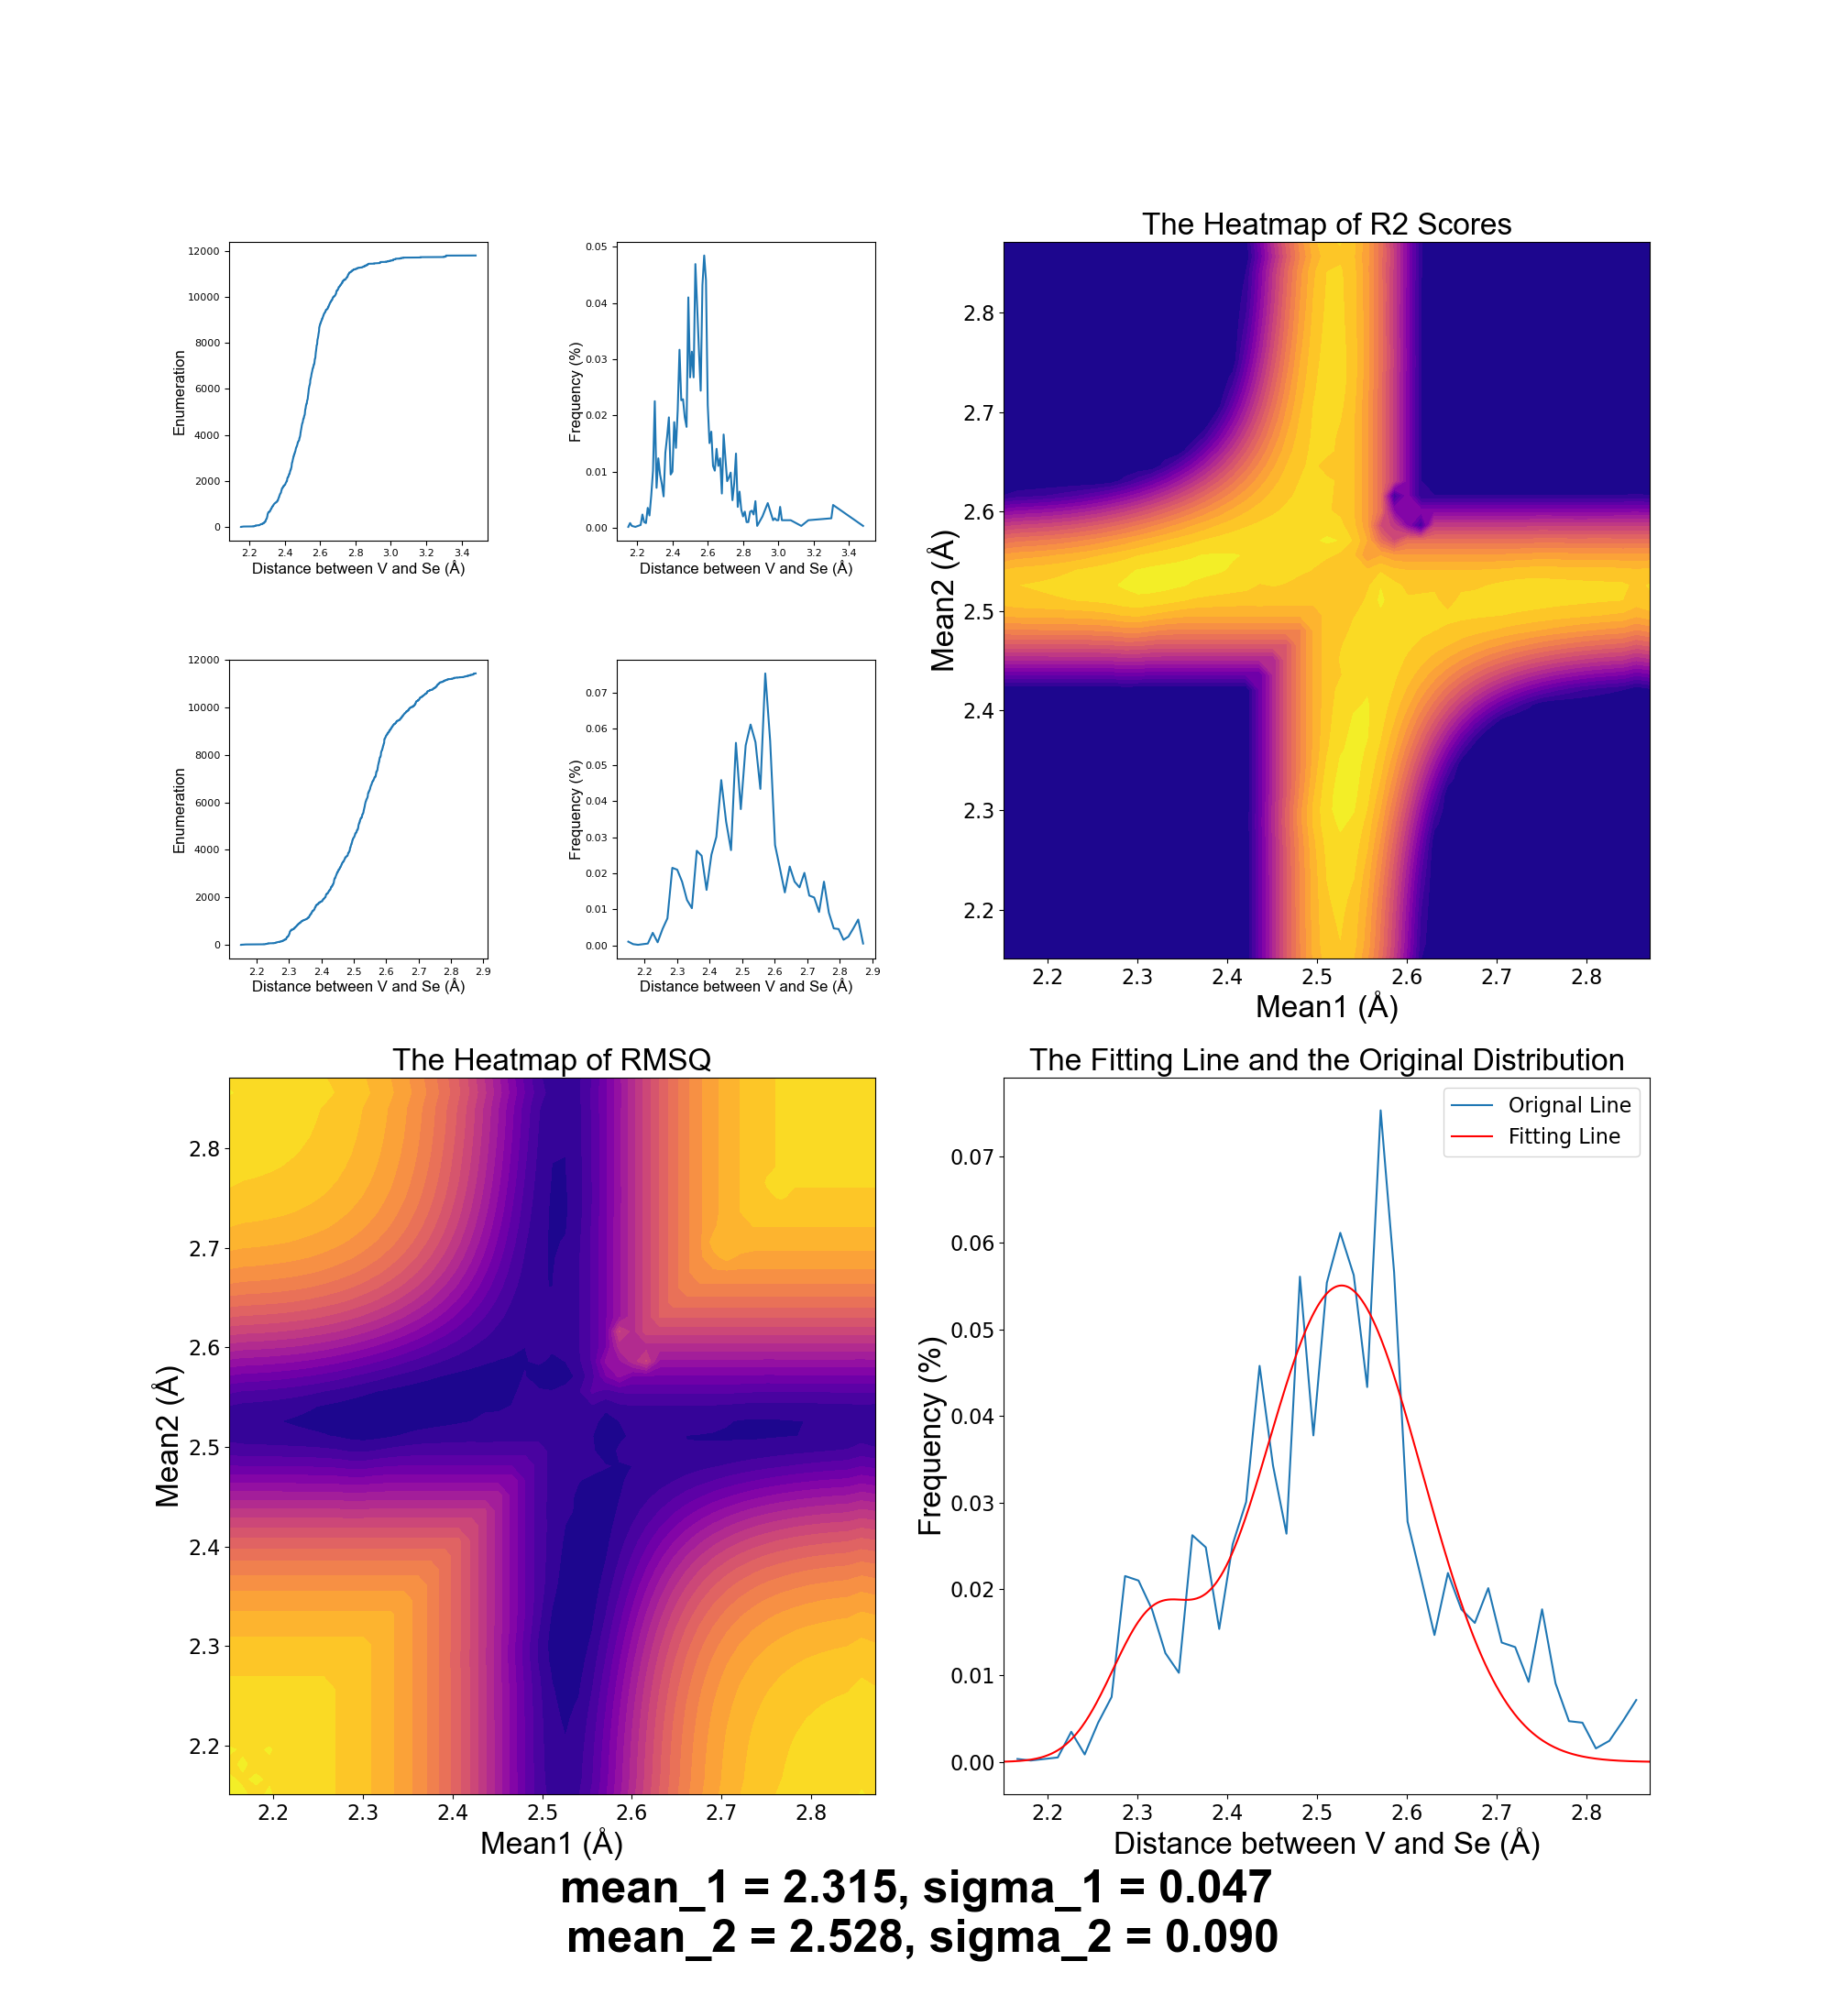 12000
10000
8000
6000
4000
2000
0
Enumeration
2.2 2.4 2.6 2.8 3.0 3.2 3.4
Distance between V and Se (Å)
0.05
0.04
0.03
0.02
0.01
0.00
Frequency (%)
2.2 2.4 2.6 2.8 3.0 3.2 3.4
Distance between V and Se (Å)
The Heatmap of R2 Scores
2.8
2.7
2.6
2.5
2.4
2.3
2.2
Mean2 (Å)
2.2 2.3 2.4 2.5 2.6 2.7 2.8
Mean1 (Å)
12000
10000
8000
6000
4000
2000
0
Enumeration
2.2 2.3 2.4 2.5 2.6 2.7 2.8 2.9
Distance between V and Se (Å)
0.07
0.06
0.05
0.04
0.03
0.02
0.01
0.00
Frequency (%)
2.2 2.3 2.4 2.5 2.6 2.7 2.8 2.9
Distance between V and Se (Å)
The Heatmap of RMSQ
2.8
2.7
2.6
2.5
2.4
2.3
2.2
Mean2 (Å)
2.2 2.3 2.4 2.5 2.6 2.7 2.8
Mean1 (Å)
The Fitting Line and the Original Distribution
Orignal Line
Fitting Line
0.07
0.06
0.05
0.04
0.03
0.02
0.01
0.00
Frequency (%)
2.2 2.3 2.4 2.5 2.6 2.7 2.8
Distance between V and Se (Å)
mean_1 = 2.315, sigma_1 = 0.047
mean_2 = 2.528, sigma_2 = 0.090